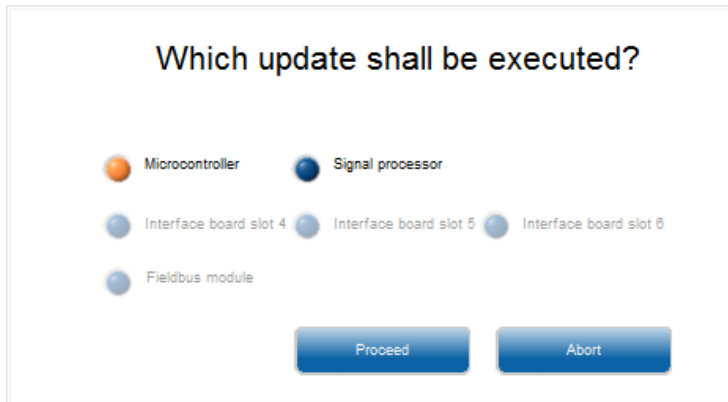 Which update shall be executed?
Microcontroller Signal processor
Interface board slot 4 Interface board slot 5 Interface board slot 6
Fieldbus module
Proceed Abort